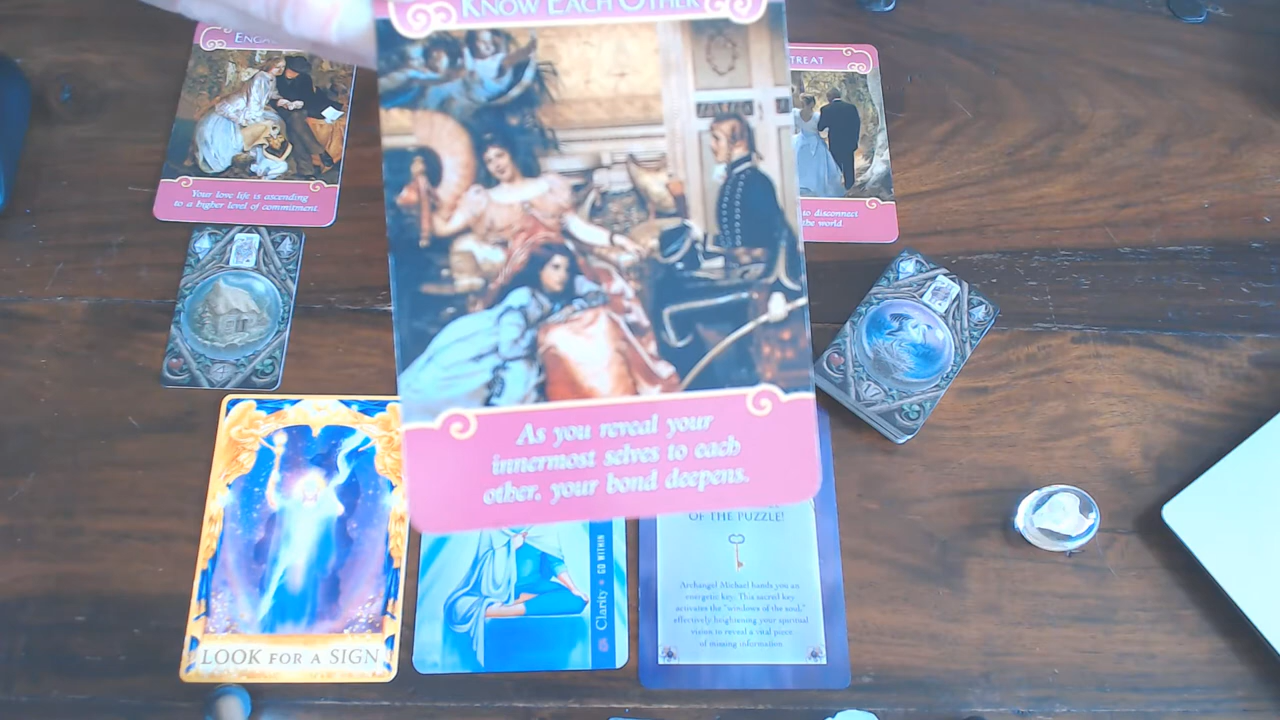 KNOW EACH OTHER
TREAT
Your love life is ascending
to a higher level of commitment.
to disconnect
the world
As you reveal your
innermost selves to each
other, your bond deepens.
LOOK FOR A SIGN
Clarity GO WITHIN
OF THE PUZZLE!
Archangel Michael hands you an
energetic key. This sacred key
activates the "windows of the soul,"
effectively heightening your spiritual
vision to reveal a vital piece
of missing information.